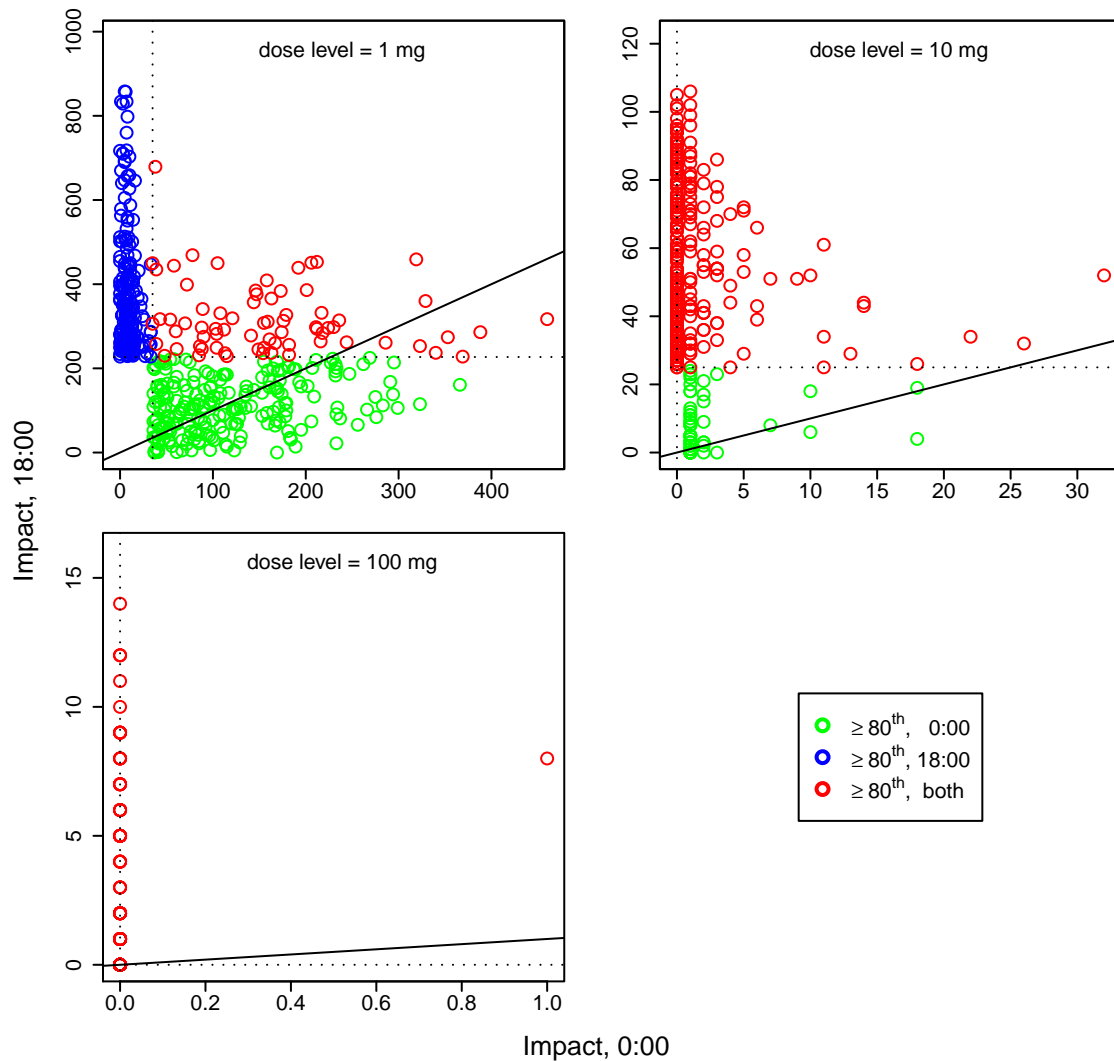 dose level = 1 mg
0 200 400 600 800 1000
0 100 200 300 400
dose level = 10 mg
0 20 40 60 80 100 120
0 5 10 15 20 25 30
dose level = 100 mg
0 5 10 15
0.0 0.2 0.4 0.6 0.8 1.0
≥ 80th, 0:00
≥ 80th, 18:00
≥ 80th, both
Impact, 18:00
Impact, 0:00